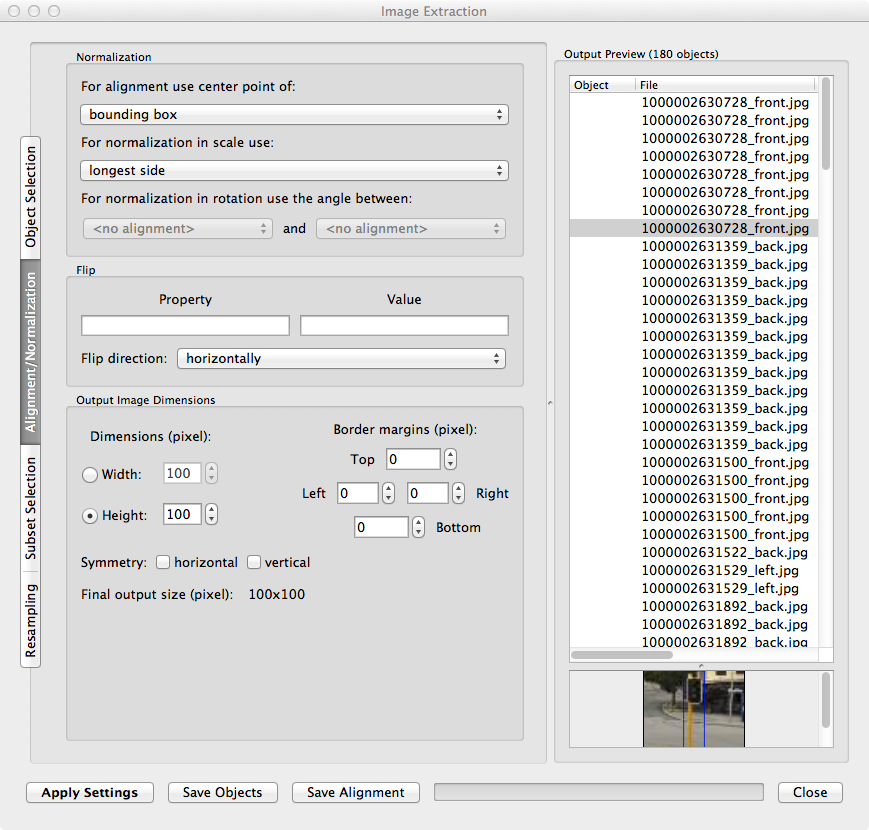 Image Extraction
Object Selection
Alignment/Normalization
Subset Selection
Resampling
Normalization
For alignment use center point of:
bounding box
For normalization in scale use:
longest side
For normalization in rotation use the angle between:
<no alignment> and <no alignment>
Flip
Property Value
Flip direction: horizontally
Output Image Dimensions
Dimensions (pixel):
Width: 100
Height: 100
Border margins (pixel):
Top 0
Left 0 0 Right
0 Bottom
Symmetry: horizontal vertical
Final output size (pixel): 100x100
Output Preview (180 objects)
Object File
1000002630728_front.jpg
1000002630728_front.jpg
1000002630728_front.jpg
1000002630728_front.jpg
1000002630728_front.jpg
1000002630728_front.jpg
1000002630728_front.jpg
1000002630728_front.jpg
1000002631359_back.jpg
1000002631359_back.jpg
1000002631359_back.jpg
1000002631359_back.jpg
1000002631359_back.jpg
1000002631359_back.jpg
1000002631359_back.jpg
1000002631359_back.jpg
1000002631359_back.jpg
1000002631359_back.jpg
1000002631359_back.jpg
1000002631359_back.jpg
1000002631500_front.jpg
1000002631500_front.jpg
1000002631500_front.jpg
1000002631500_front.jpg
1000002631500_front.jpg
1000002631522_back.jpg
1000002631529_left.jpg
1000002631529_left.jpg
1000002631892_back.jpg
1000002631892_back.jpg
1000002631892_back.jpg
Apply Settings Save Objects Save Alignment Close